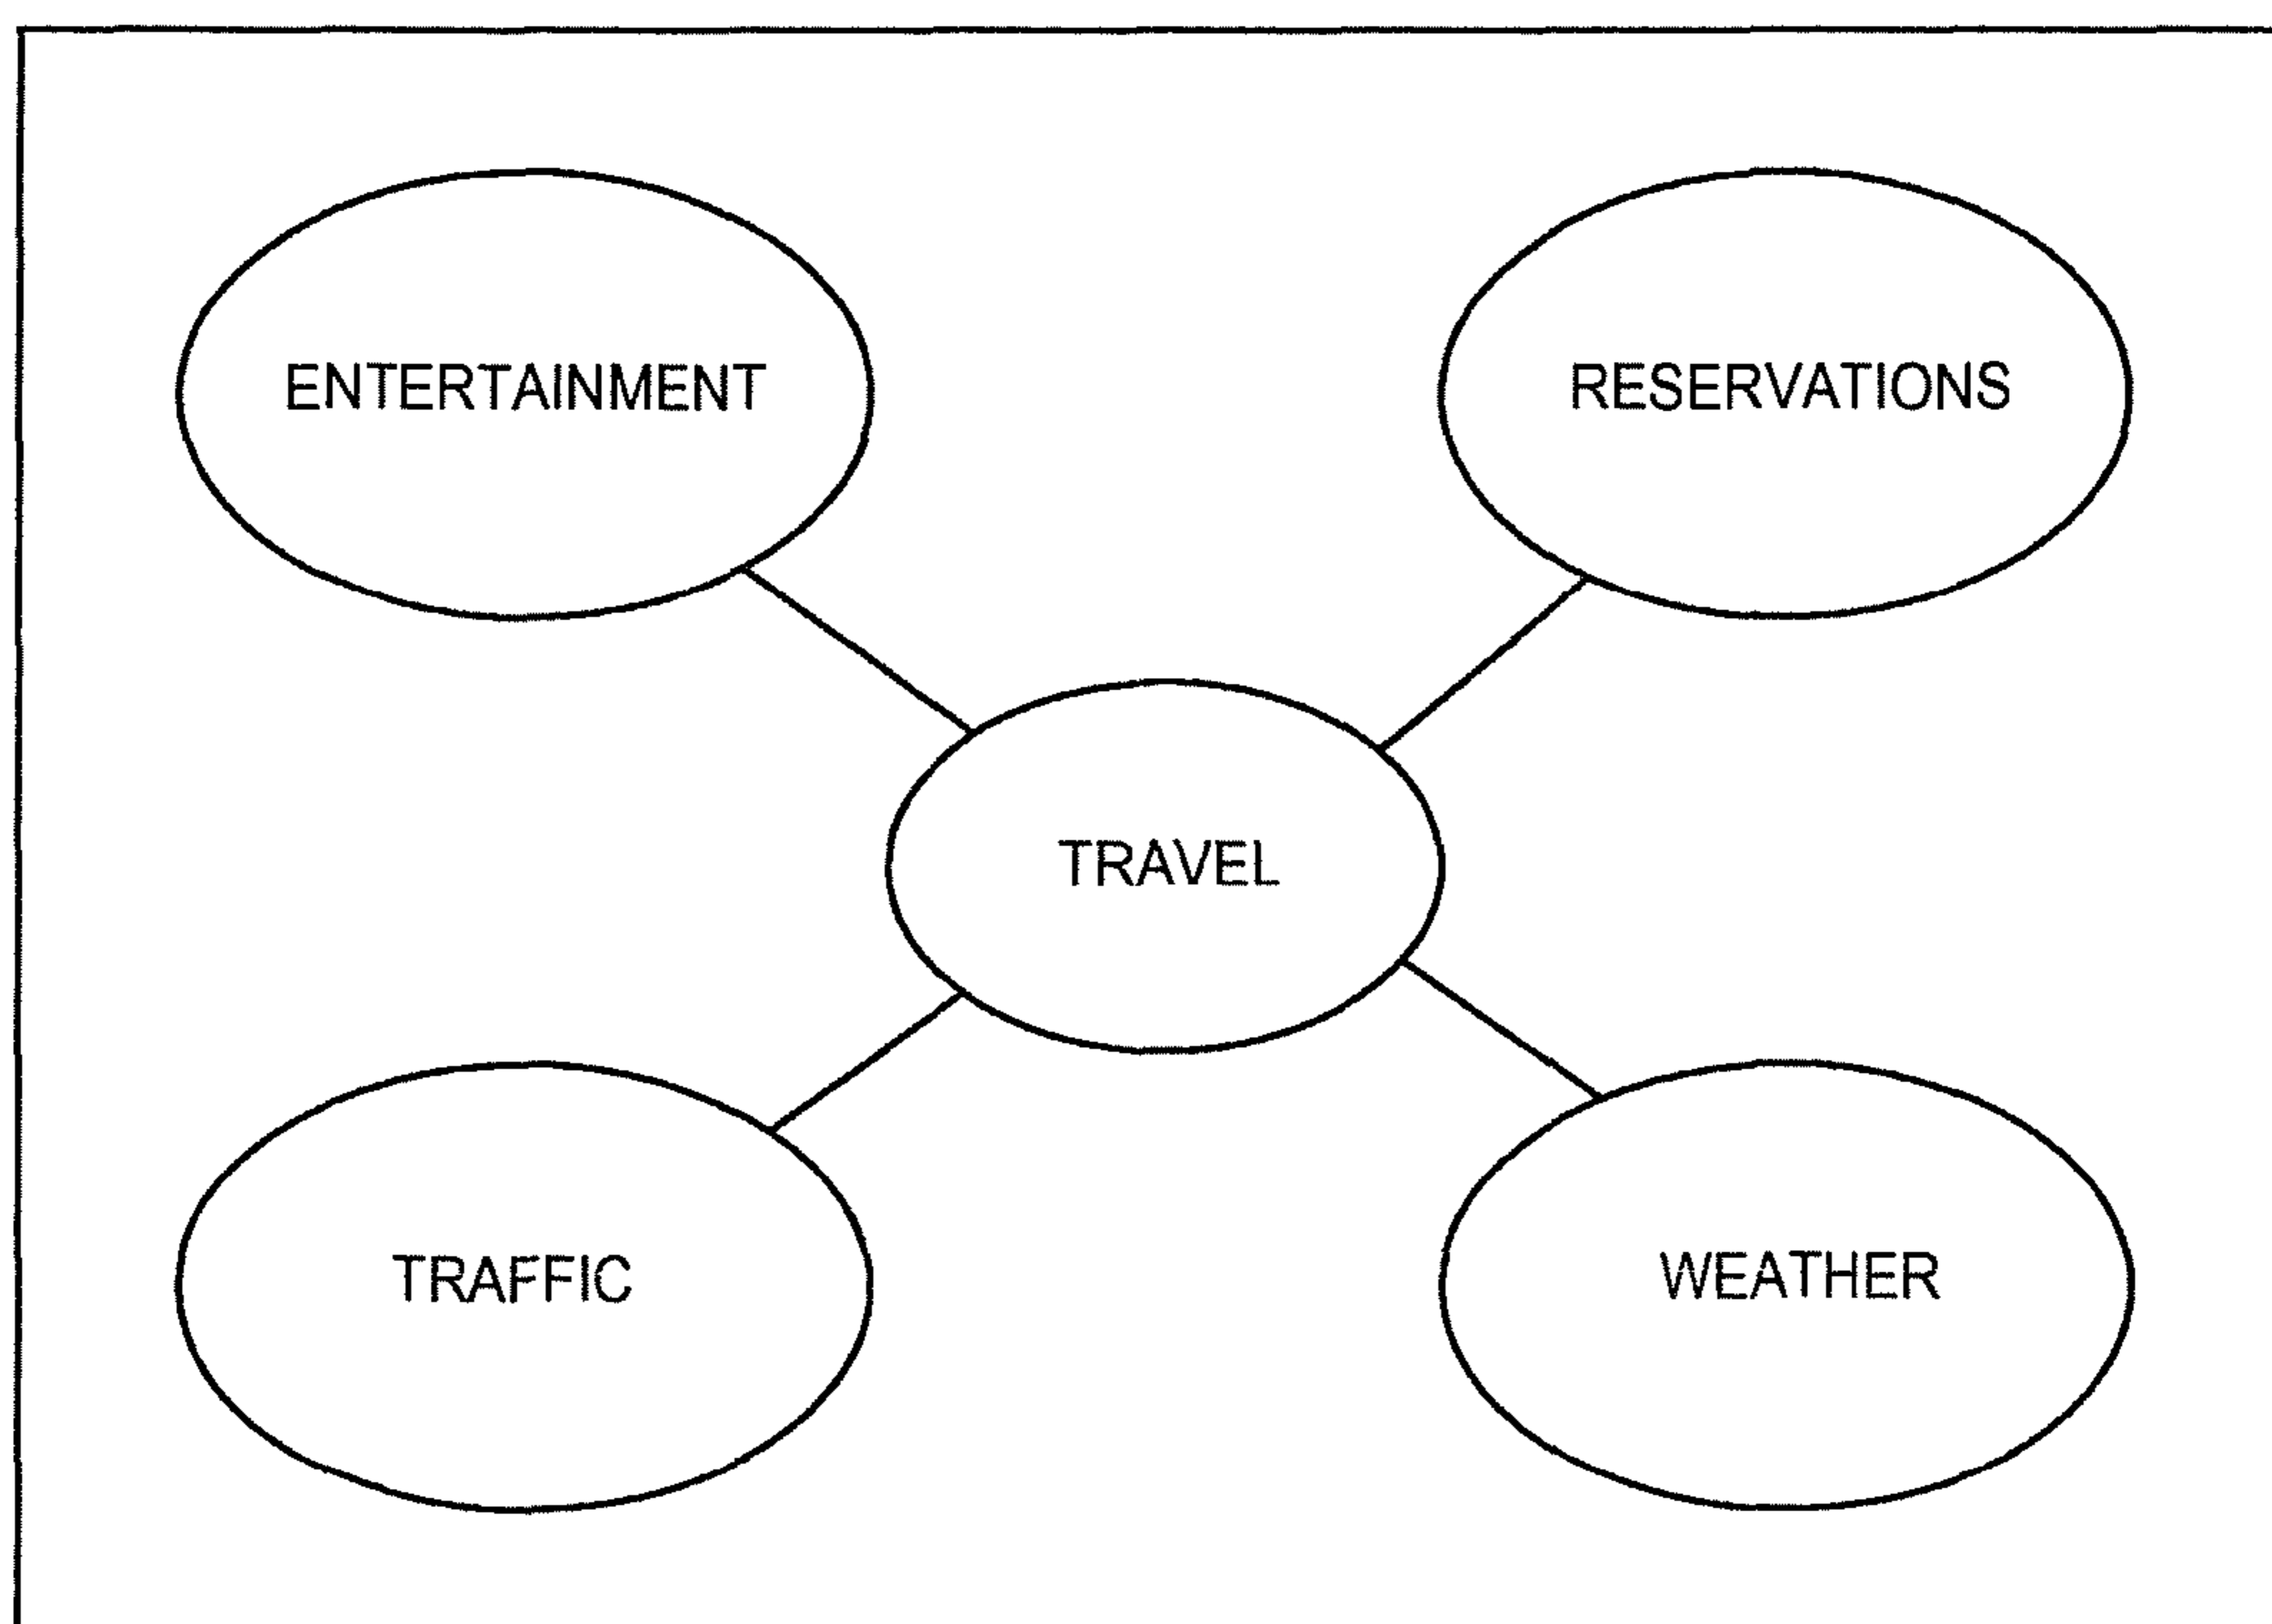 ENTERTAINMENT
RESERVATIONS
TRAVEL
TRAFFIC
WEATHER